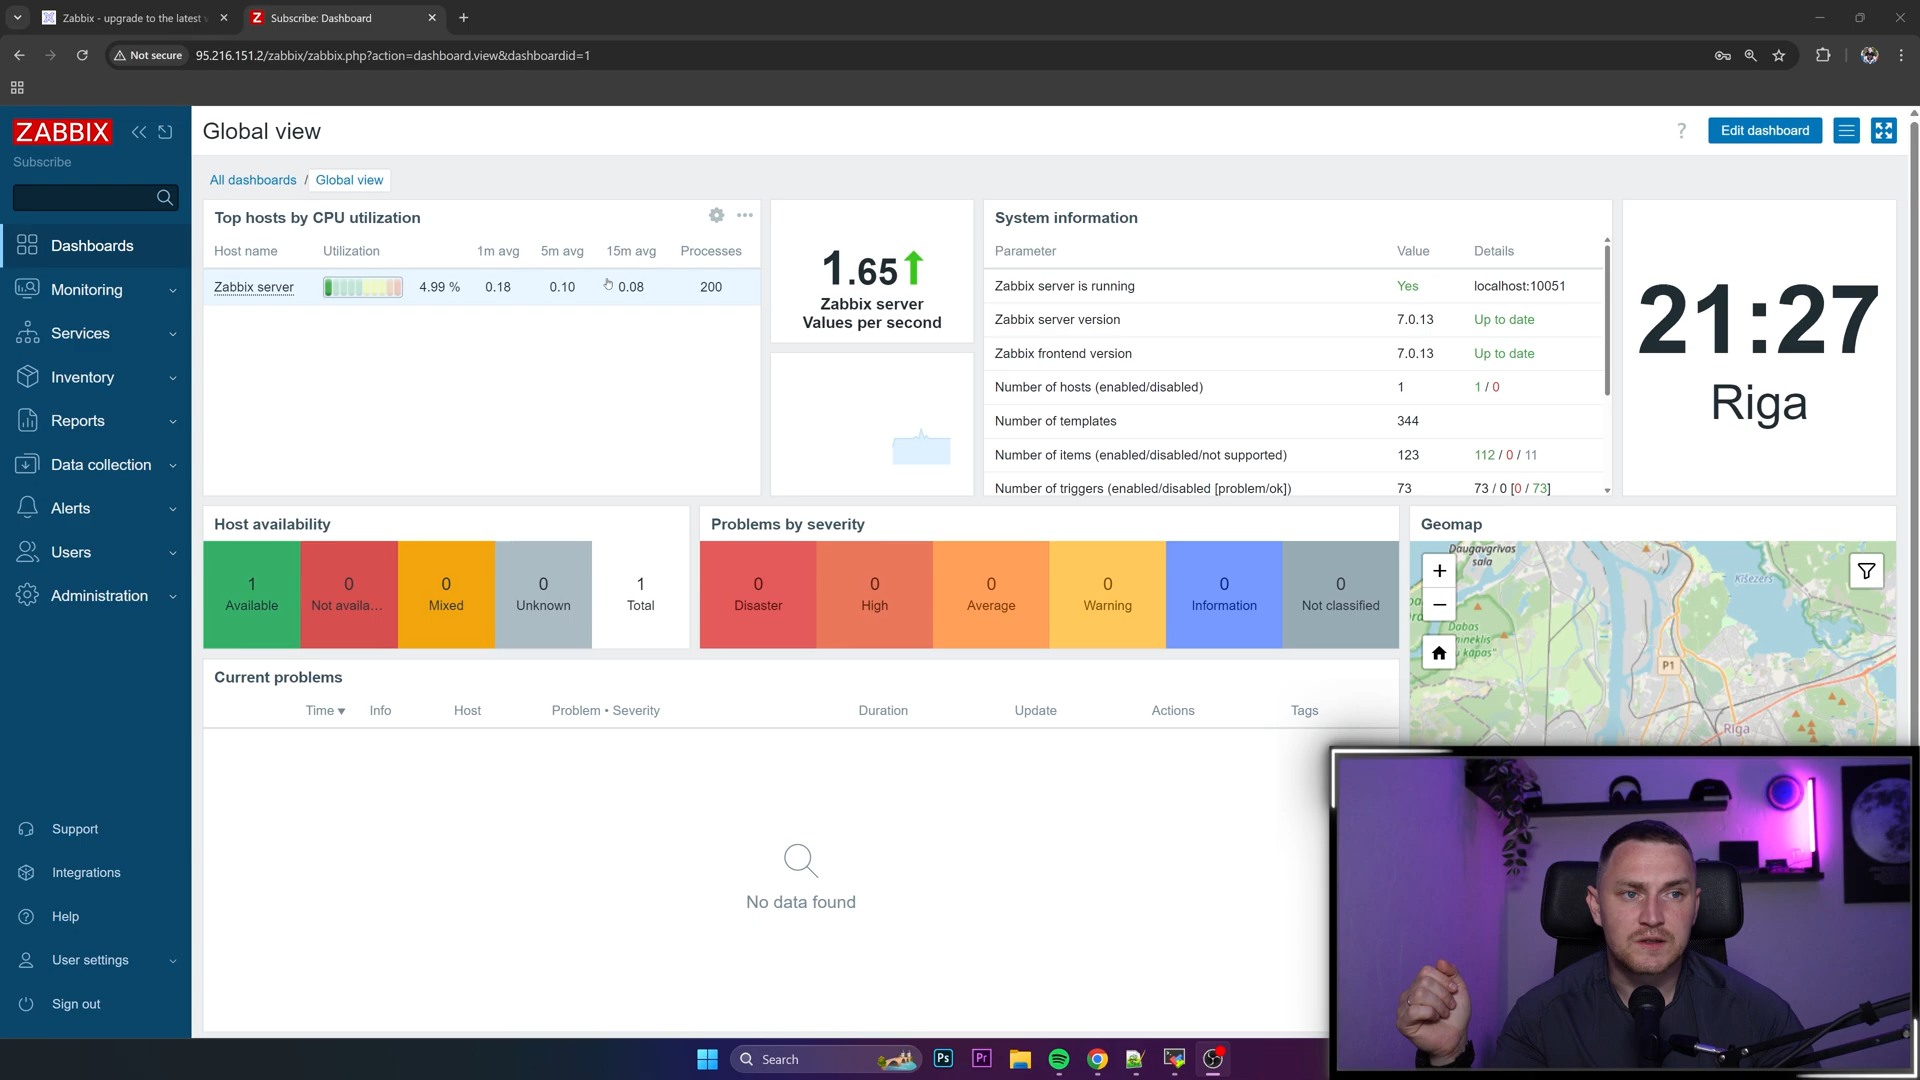 Zabbix - upgrade to the latest
Subscribe: Dashboard
Not secure
95.216.151.2/zabbix/zabbix.php?action=dashboard.view&dashboardid=1
ZABBIX
Subscribe
Dashboards
Monitoring
Services
Inventory
Reports
Data collection
Alerts
Users
Administration
Support
Integrations
Help
User settings
Sign out
Global view
?
Edit dashboard
All dashboards / Global view
Top hosts by CPU utilization
Host name Utilization 1m avg 5m avg 15m avg Processes
Zabbix server 4.99 % 0.18 0.10 0.08 200
1.65
Zabbix server
Values per second
System information
Parameter Value Details
Zabbix server is running Yes localhost:10051
Zabbix server version 7.0.13 Up to date
Zabbix frontend version 7.0.13 Up to date
Number of hosts (enabled/disabled) 1 1 / 0
Number of templates 344
Number of items (enabled/disabled/not supported) 123 112 / 0 / 11
Number of triggers (enabled/disabled [problem/ok]) 73 73 / 0 [0 / 73]
21:27
Riga
Host availability
1 0 0 0 1
Available Not availa... Mixed Unknown Total
Problems by severity
0 0 0 0 0 0
Disaster High Average Warning Information Not classified
Geomap
+
−
Daugavgrīvas
sala
Ķīšezers
P1
Rīga
Current problems
Time Info Host Problem • Severity Duration Update Actions Tags
No data found
Search
Ps
Pr